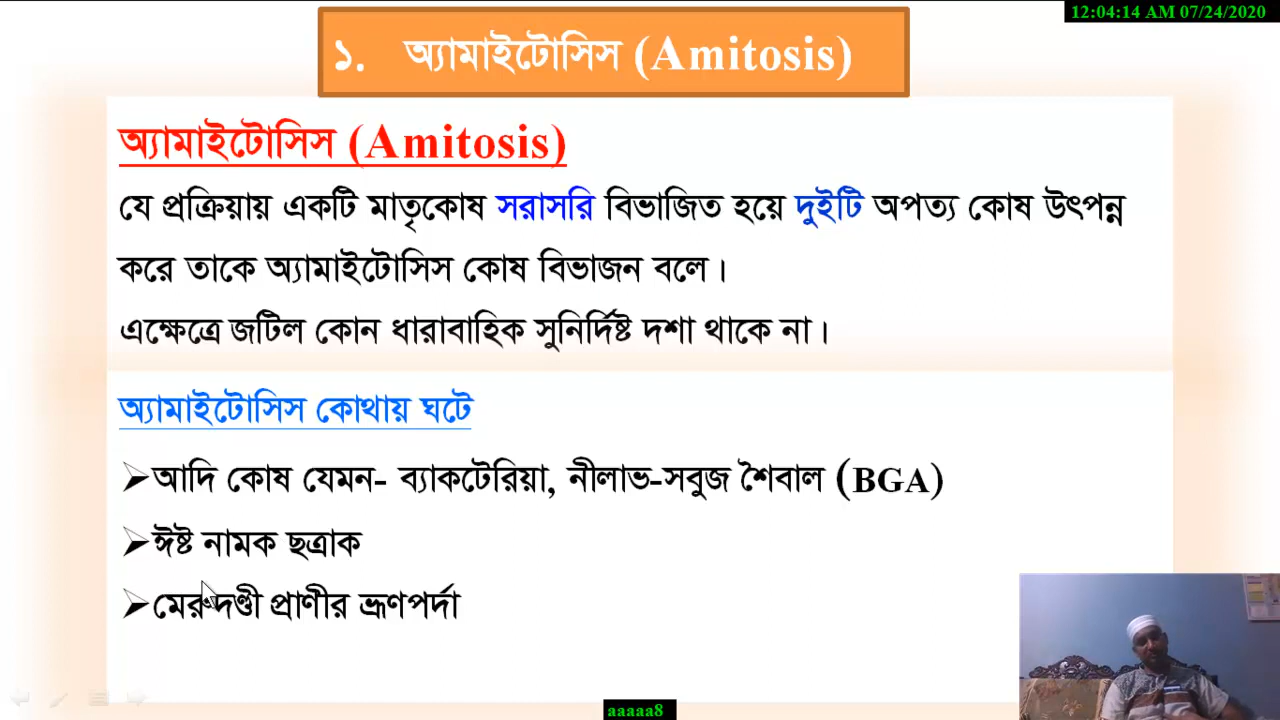 12:04:14 AM 07/24/2020
১. অ্যামাইটোসিস (Amitosis)
অ্যামাইটোসিস (Amitosis)
যে প্রক্রিয়ায় একটি মাতৃকোষ সরাসরি বিভাজিত হয়ে দুইটি অপত্য কোষ উৎপন্ন
করে তাকে অ্যামাইটোসিস কোষ বিভাজন বলে।
এক্ষেত্রে জটিল কোন ধারাবাহিক সুনির্দিষ্ট দশা থাকে না।
অ্যামাইটোসিস কোথায় ঘটে
আদি কোষ যেমন- ব্যাকটেরিয়া, নীলাভ-সবুজ শৈবাল (BGA)
ঈষ্ট নামক ছত্রাক
মেরুদণ্ডী প্রাণীর ভ্রূণপর্দা
aaaaa8